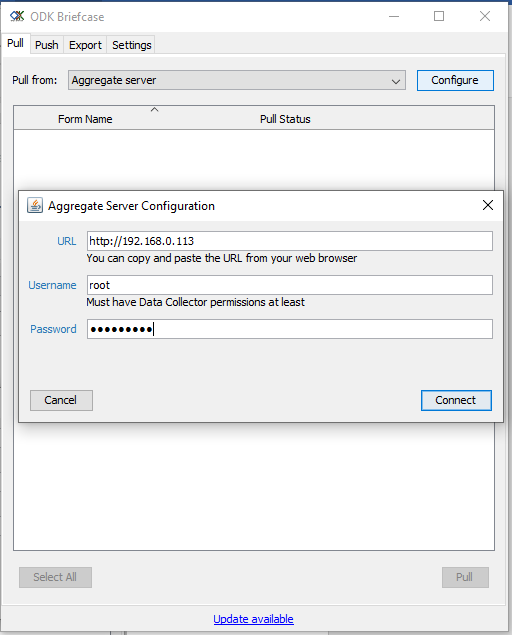 ODK Briefcase
Pull Push Export Settings
Pull from: Aggregate server Configure
Form Name Pull Status
Aggregate Server Configuration
URL http://192.168.0.113
You can copy and paste the URL from your web browser
Username root
Must have Data Collector permissions at least
Password •••••••••
Cancel Connect
Select All Pull
Update available